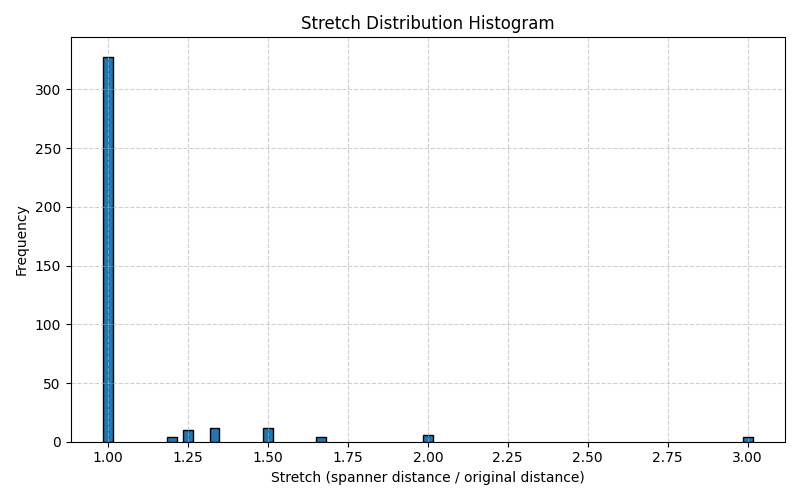 Stretch Distribution Histogram
Frequency
300
250
200
150
100
50
0
1.00 1.25 1.50 1.75 2.00 2.25 2.50 2.75 3.00
Stretch (spanner distance / original distance)